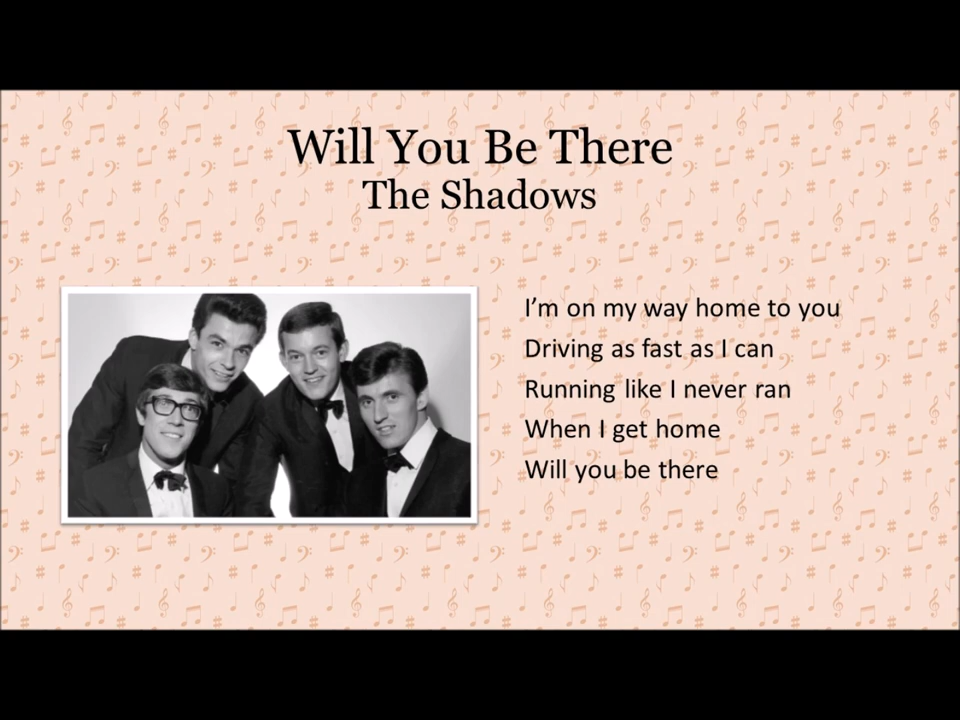 Will You Be There
The Shadows
I’m on my way home to you
Driving as fast as I can
Running like I never ran
When I get home
Will you be there